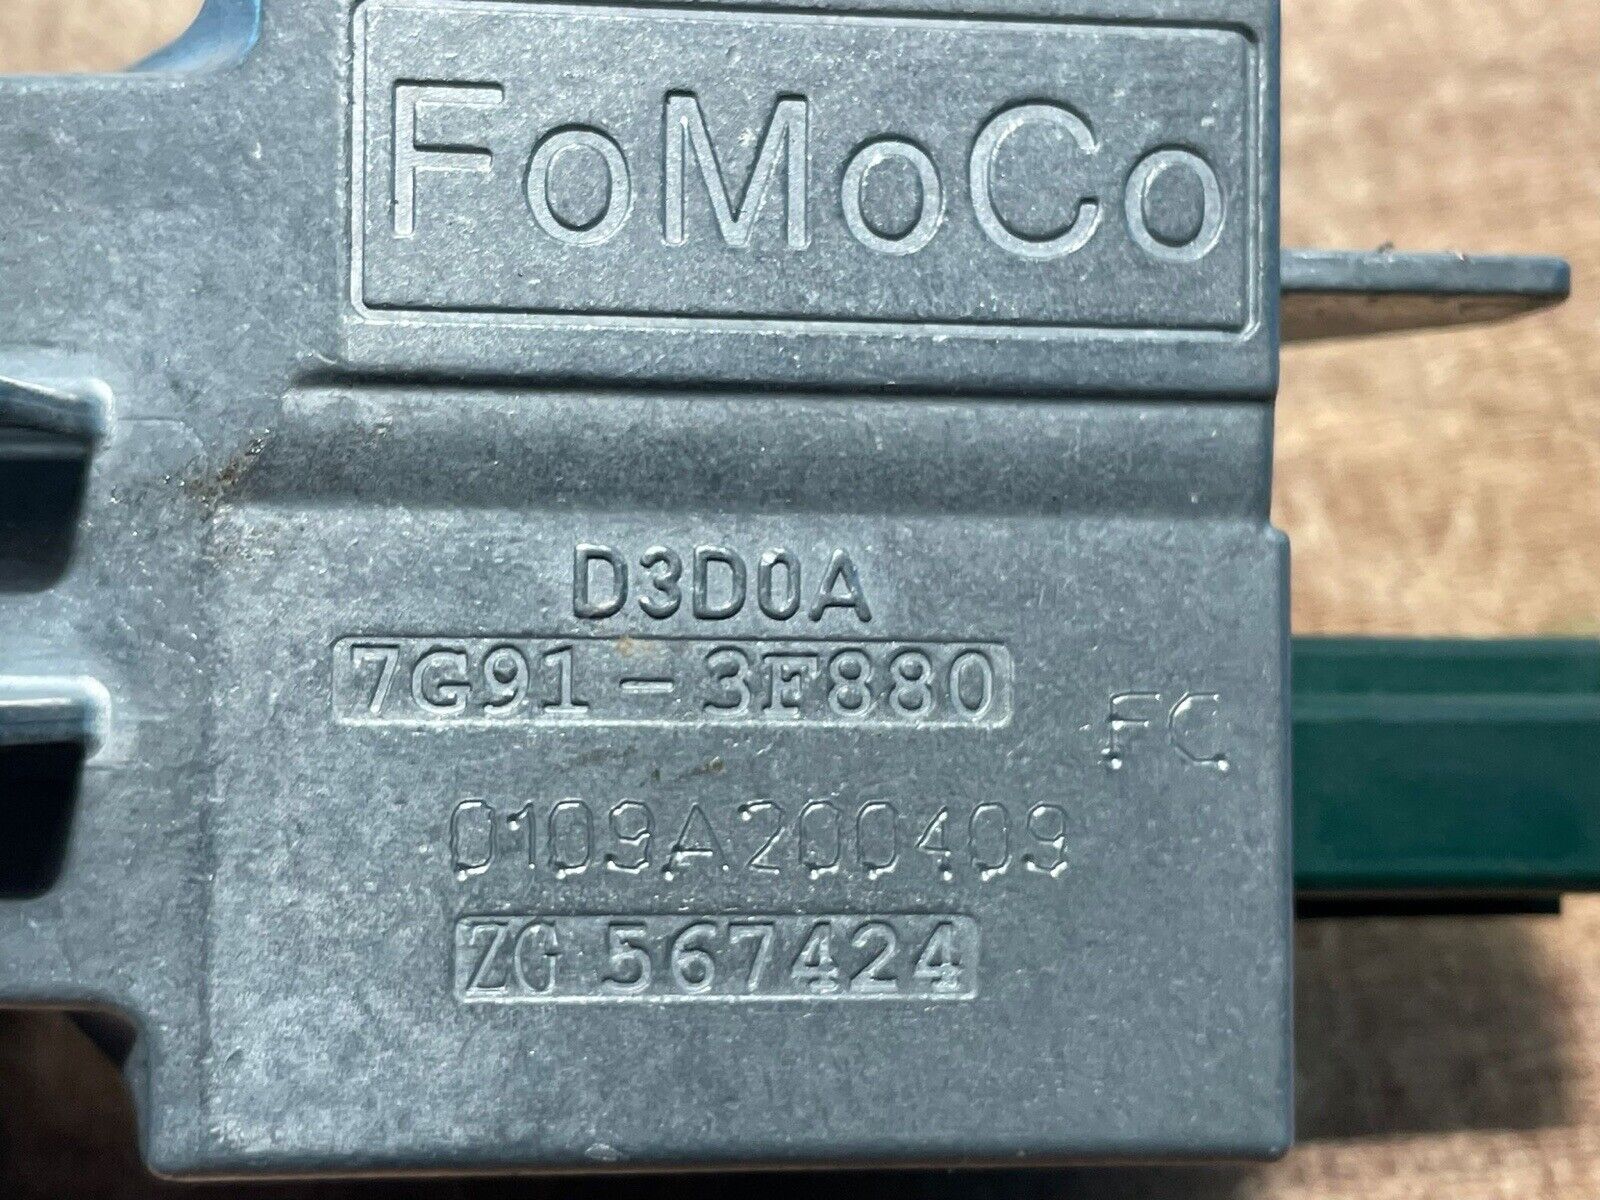 FoMoCo
D3D0A
7G91-3F880
FC
0109A200409
ZG 567424